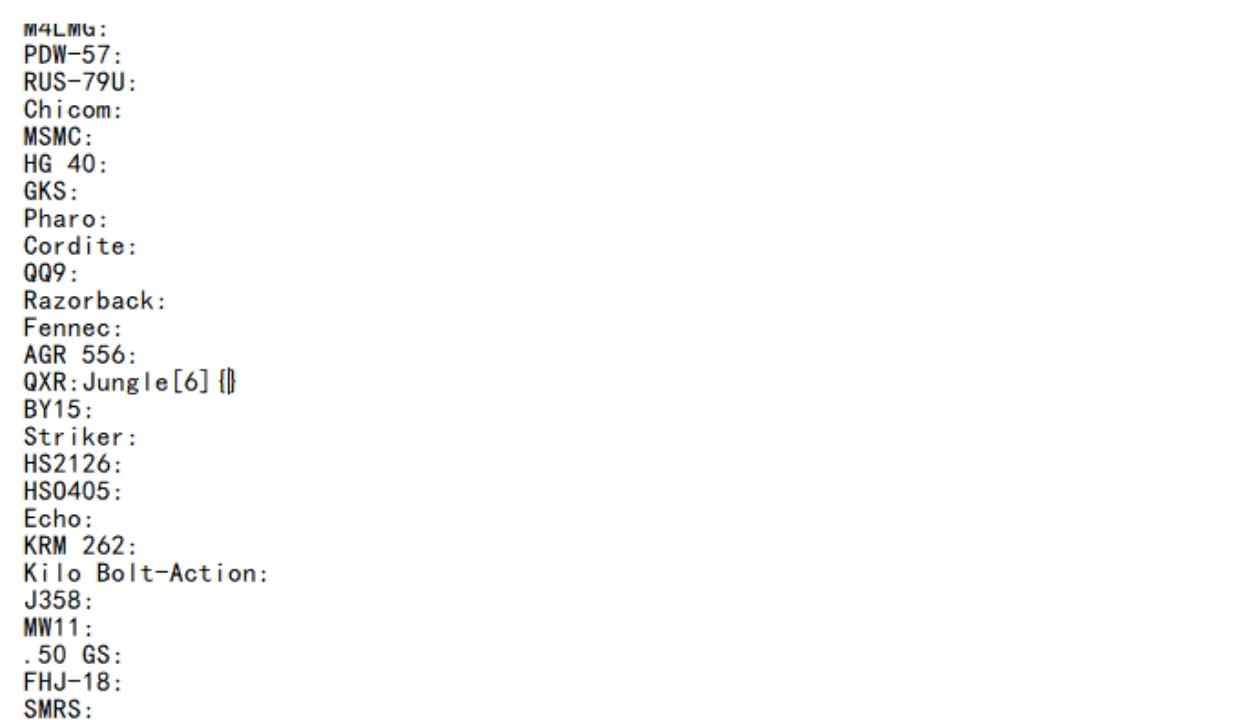 M4LMG:
PDW-57:
RUS-79U:
Chicom:
MSMC:
HG 40:
GKS:
Pharo:
Cordite:
QQ9:
Razorback:
Fennec:
AGR 556:
QXR:Jungle[6]{}
BY15:
Striker:
HS2126:
HS0405:
Echo:
KRM 262:
Kilo Bolt-Action:
J358:
MW11:
.50 GS:
FHJ-18:
SMRS: